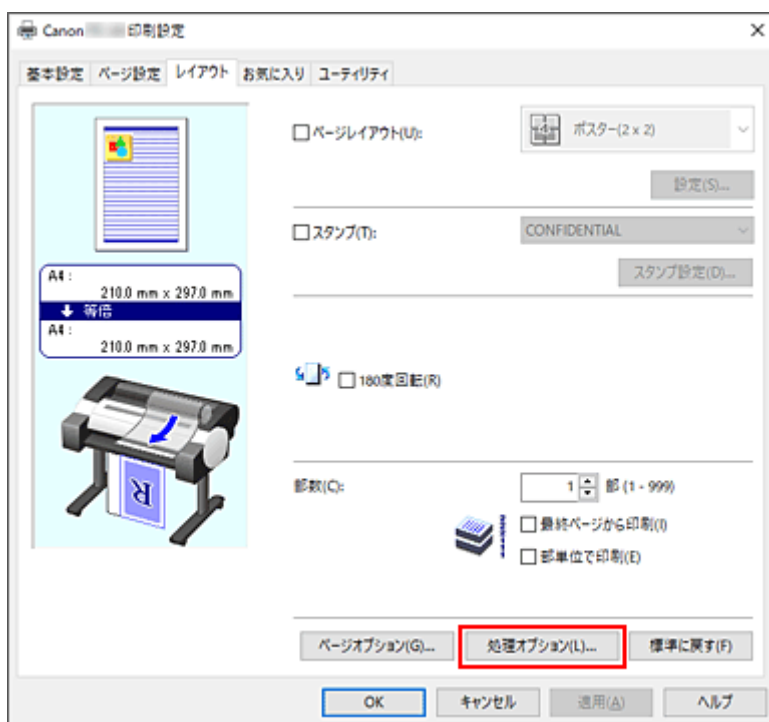 Canon 印刷設定
基本設定 ページ設定 レイアウト お気に入り ユーティリティ
ページレイアウト(U): ポスター(2 x 2)
設定(S)...
スタンプ(T): CONFIDENTIAL
スタンプ設定(D)...
A4 :
210.0 mm x 297.0 mm
等倍
A4 :
210.0 mm x 297.0 mm
180度回転(R)
部数(C): 1 部 (1 - 999)
最終ページから印刷(I)
部単位で印刷(E)
ページオプション(G)... 処理オプション(L)... 標準に戻す(F)
OK キャンセル 適用(A) ヘルプ